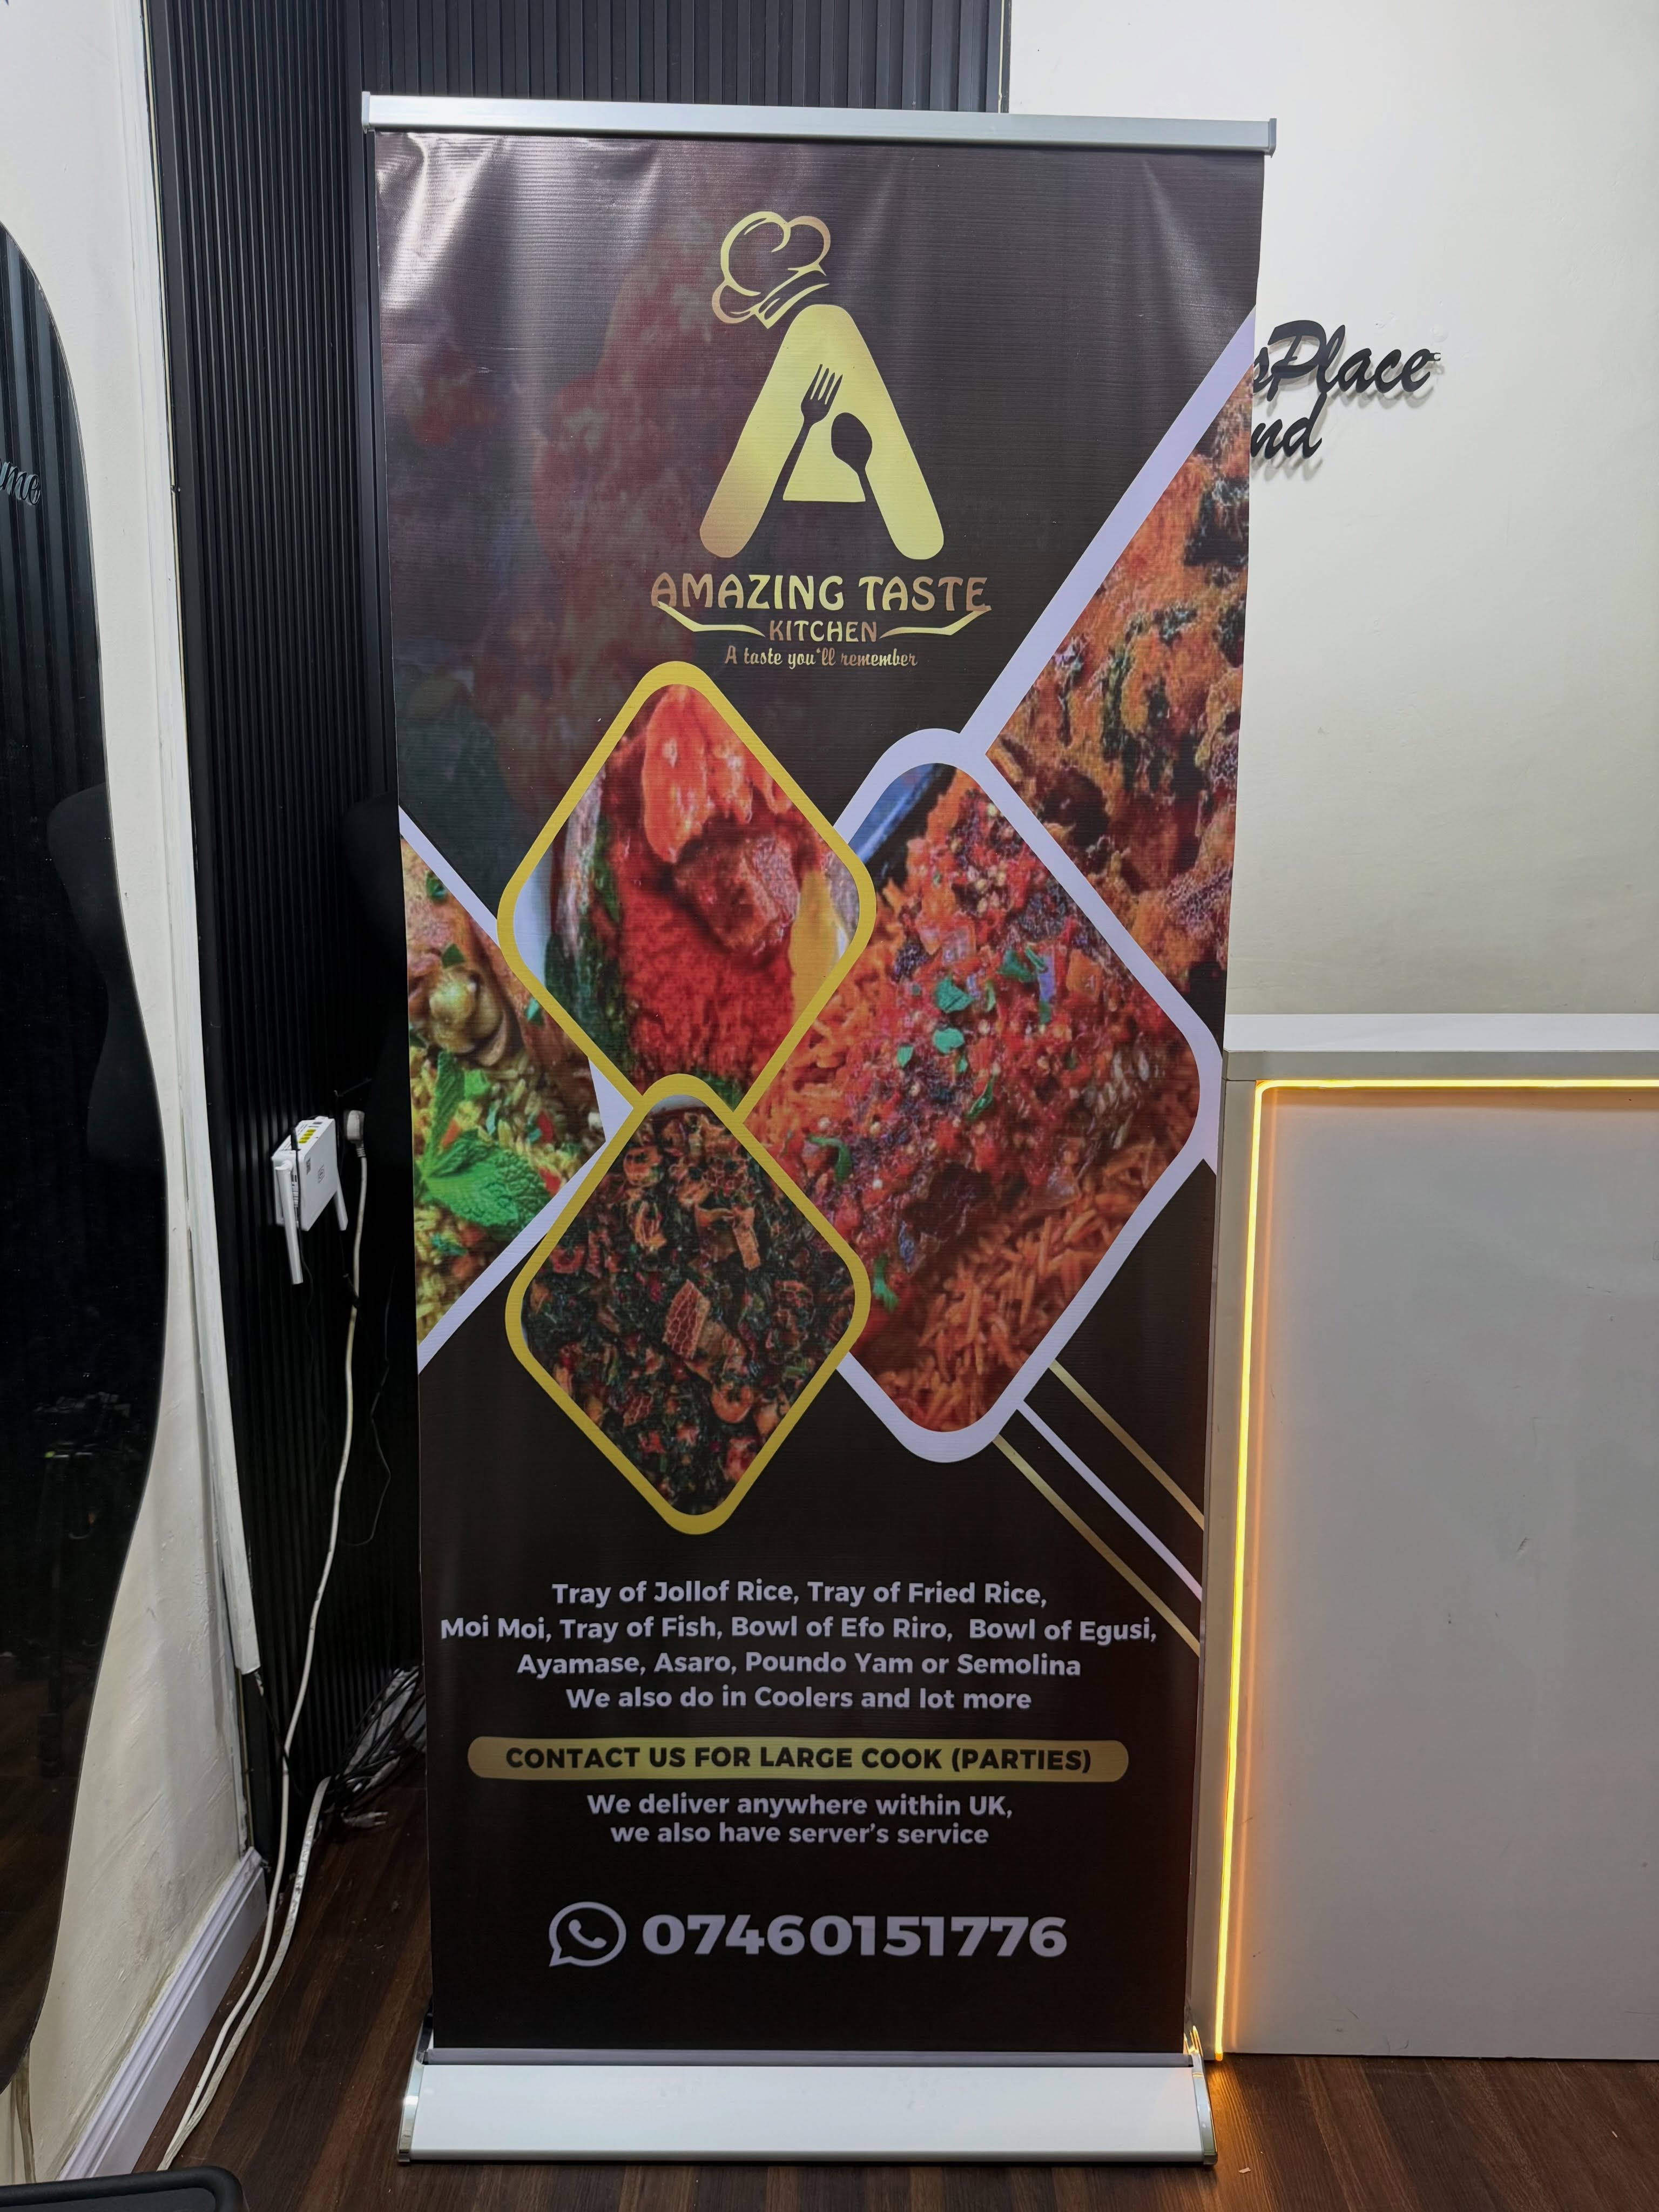 AMAZING TASTE
KITCHEN
A taste you'll remember
Tray of Jollof Rice, Tray of Fried Rice,
Moi Moi, Tray of Fish, Bowl of Efo Riro, Bowl of Egusi,
Ayamase, Asaro, Poundo Yam or Semolina
We also do in Coolers and lot more
CONTACT US FOR LARGE COOK (PARTIES)
We deliver anywhere within UK,
we also have server's service
07460151776
Place
nd